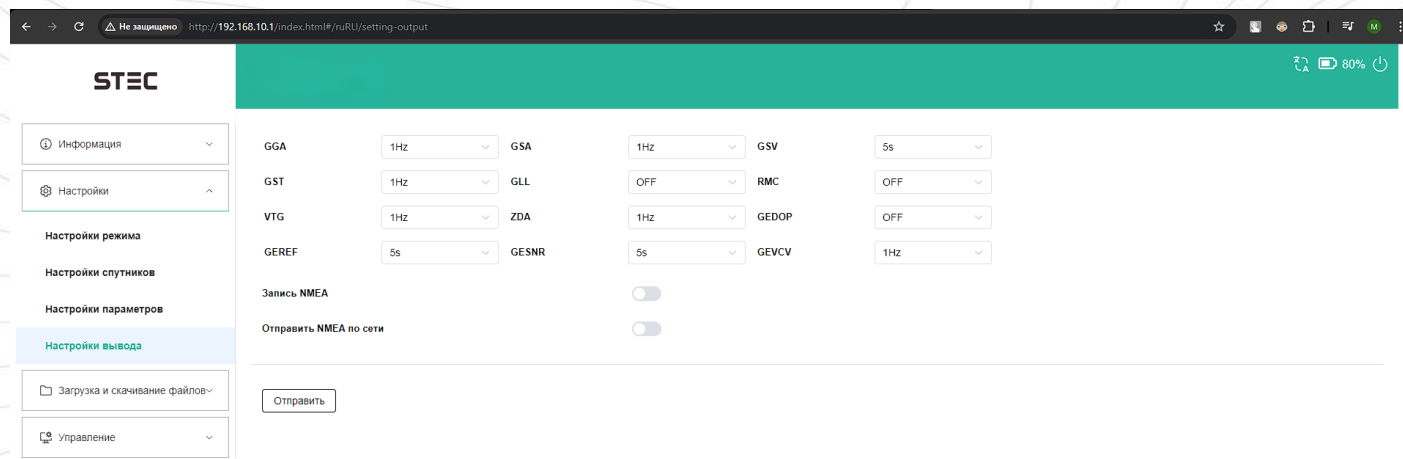 Не защищено http://192.168.10.1/index.html#/ruRU/setting-output M
STEC
80%
Информация
Настройки
Настройки режима
Настройки спутников
Настройки параметров
Настройки вывода
Загрузка и скачивание файлов
Управление
GGA 1Hz GSA 1Hz GSV 5s
GST 1Hz GLL OFF RMC OFF
VTG 1Hz ZDA 1Hz GEDOP OFF
GEREF 5s GESNR 5s GEVCV 1Hz
Запись NMEA
Отправить NMEA по сети
Отправить